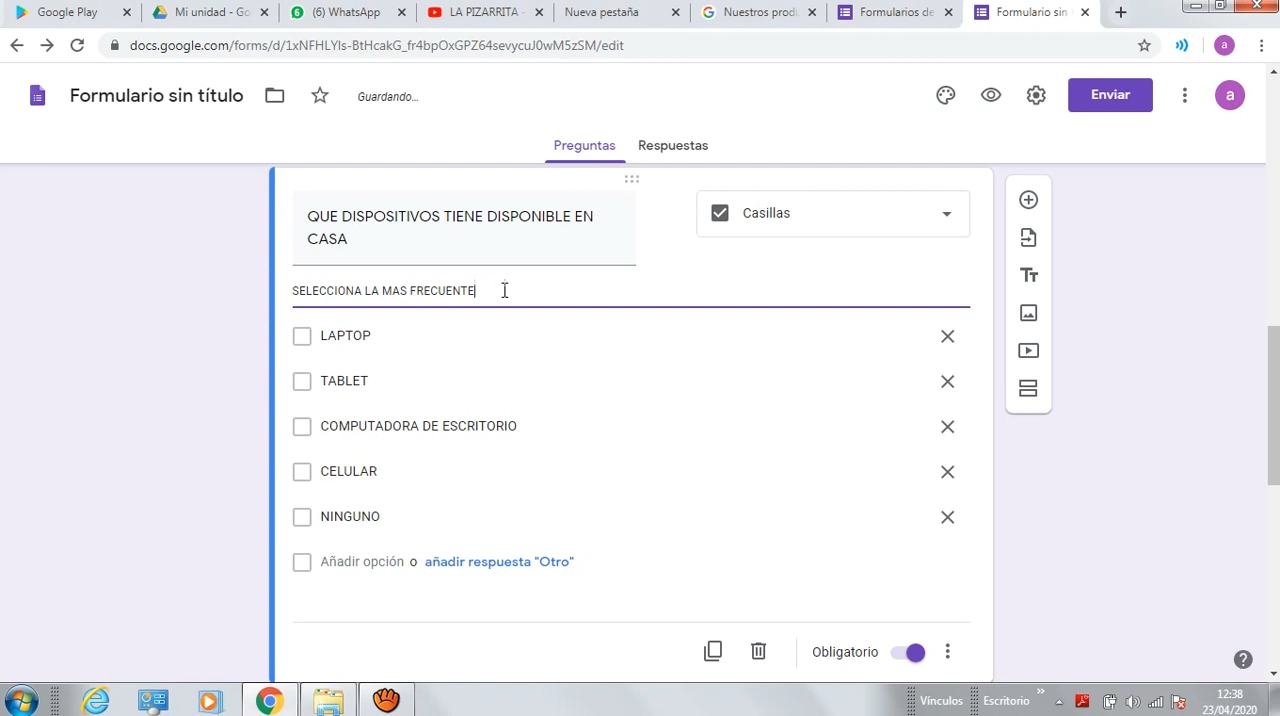 Google Play
Mi unidad - Go
(6) WhatsApp
LA PIZARRITA -
Nueva pestaña
Nuestros produ
Formularios de
Formulario sin
docs.google.com/forms/d/1xNFHLYIs-BtHcakG_fr4bpOxGPZ64sevycuJ0wM5zSM/edit
a
Formulario sin título
Guardando...
Enviar
a
Preguntas
Respuestas
QUE DISPOSITIVOS TIENE DISPONIBLE EN
CASA
Casillas
SELECCIONA LA MAS FRECUENTE
LAPTOP
TABLET
COMPUTADORA DE ESCRITORIO
CELULAR
NINGUNO
Añadir opción o añadir respuesta "Otro"
Obligatorio
Vínculos
Escritorio
12:38
23/04/2020